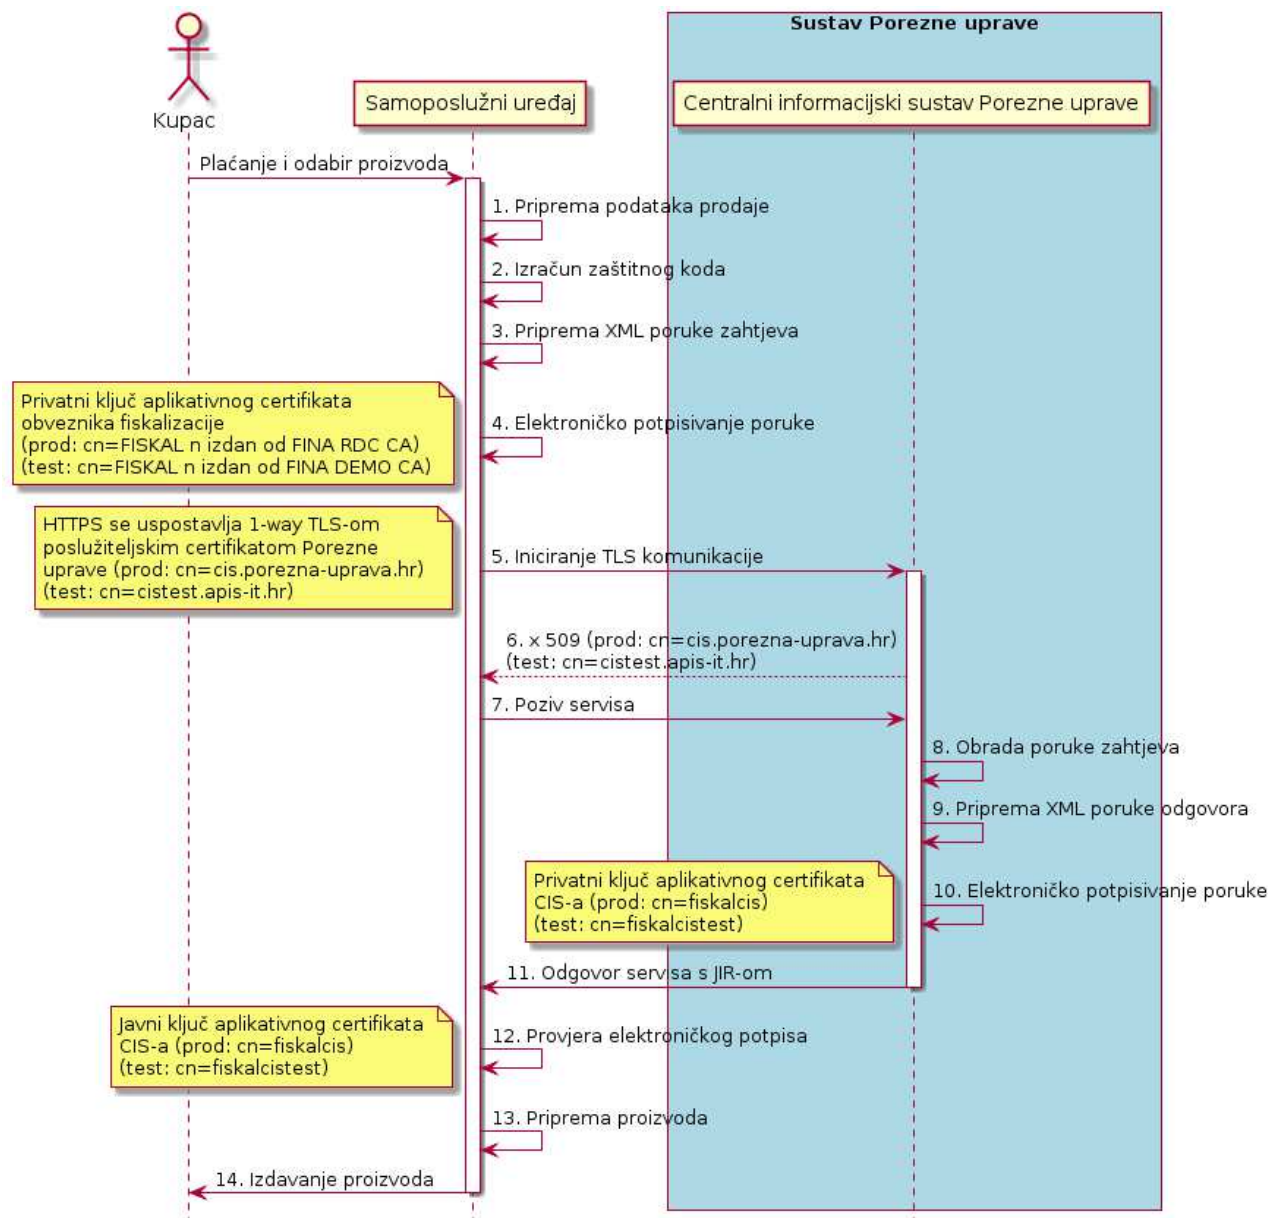 Sustav Porezne uprave
Kupac
Samoposlužni uređaj
Centralni informacijski sustav Porezne uprave
Plaćanje i odabir proizvoda
1. Priprema podataka prodaje
2. Izračun zaštitnog koda
3. Priprema XML poruke zahtjeva
Privatni ključ aplikativnog certifikata
obveznika fiskalizacije
(prod: cn=FISKAL n izdan od FINA RDC CA)
(test: cn=FISKAL n izdan od FINA DEMO CA)
4. Elektroničko potpisivanje poruke
HTTPS se uspostavlja 1-way TLS-om
poslužiteljskim certifikatom Porezne
uprave (prod: cn=cis.porezna-uprava.hr)
(test: cn=cistest.apis-it.hr)
5. Iniciranje TLS komunikacije
6. x 509 (prod: cn=cis.porezna-uprava.hr)
(test: cn=cistest.apis-it.hr)
7. Poziv servisa
8. Obrada poruke zahtjeva
9. Priprema XML poruke odgovora
Privatni ključ aplikativnog certifikata
CIS-a (prod: cn=fiskalcis)
(test: cn=fiskalcistest)
10. Elektroničko potpisivanje poruke
11. Odgovor servisa s JIR-om
Javni ključ aplikativnog certifikata
CIS-a (prod: cn=fiskalcis)
(test: cn=fiskalcistest)
12. Provjera elektroničkog potpisa
13. Priprema proizvoda
14. Izdavanje proizvoda